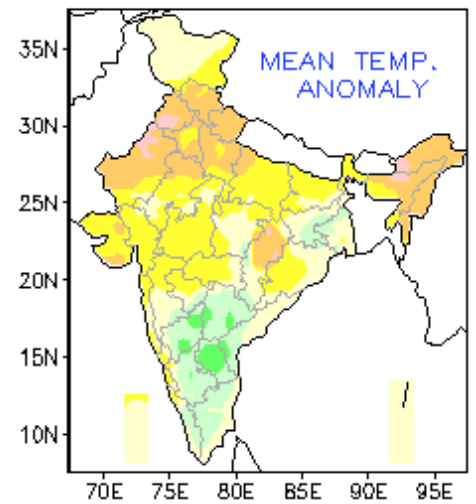 MEAN TEMP.
ANOMALY
35N
30N
25N
20N
15N
10N
70E 75E 80E 85E 90E 95E